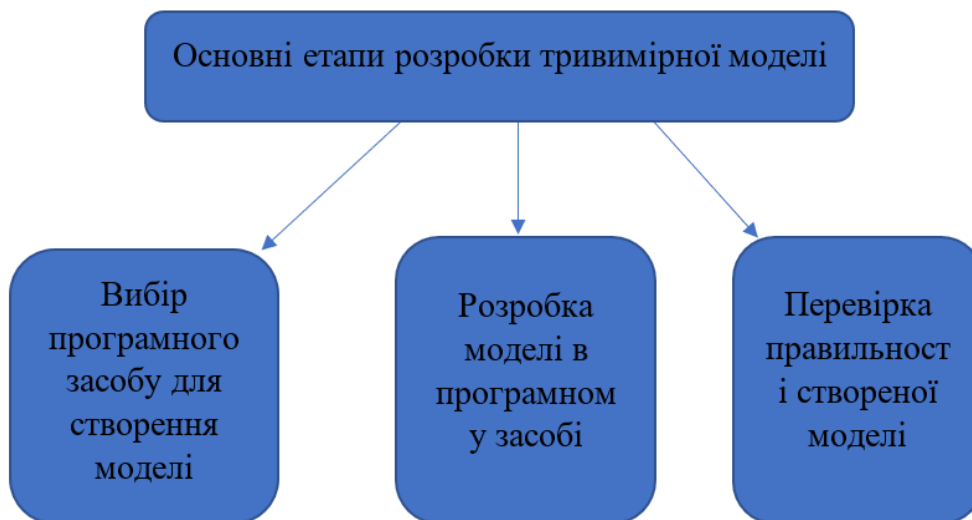 Основні етапи розробки тривимірної моделі
Вибір
програмного
засобу для
створення
моделі
Розробка
моделі в
програмном
у засобі
Перевірка
правильност
і створеної
моделі